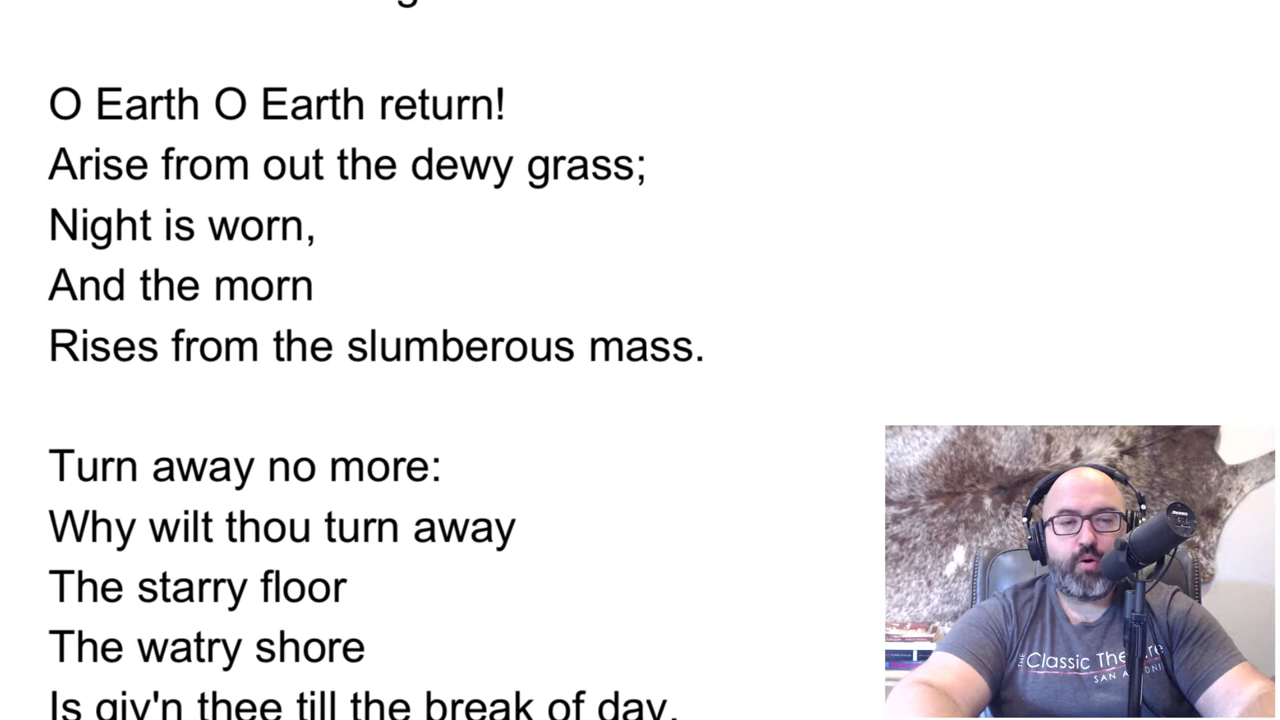 O Earth O Earth return!
Arise from out the dewy grass;
Night is worn,
And the morn
Rises from the slumberous mass.
Turn away no more:
Why wilt thou turn away
The starry floor
The watry shore
Is giv'n thee till the break of day.
Classic
SAN